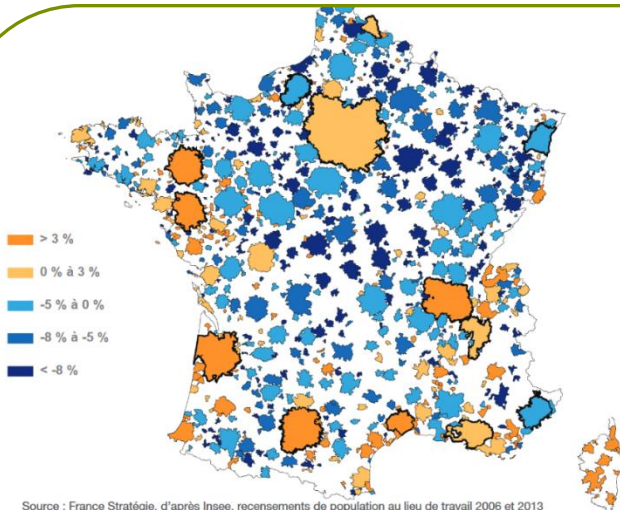 > 3 %
0 % à 3 %
-5 % à 0 %
-8 % à -5 %
< -8 %
Source : France Stratégie, d'après Insee, recensements de population au lieu de travail 2006 et 2013